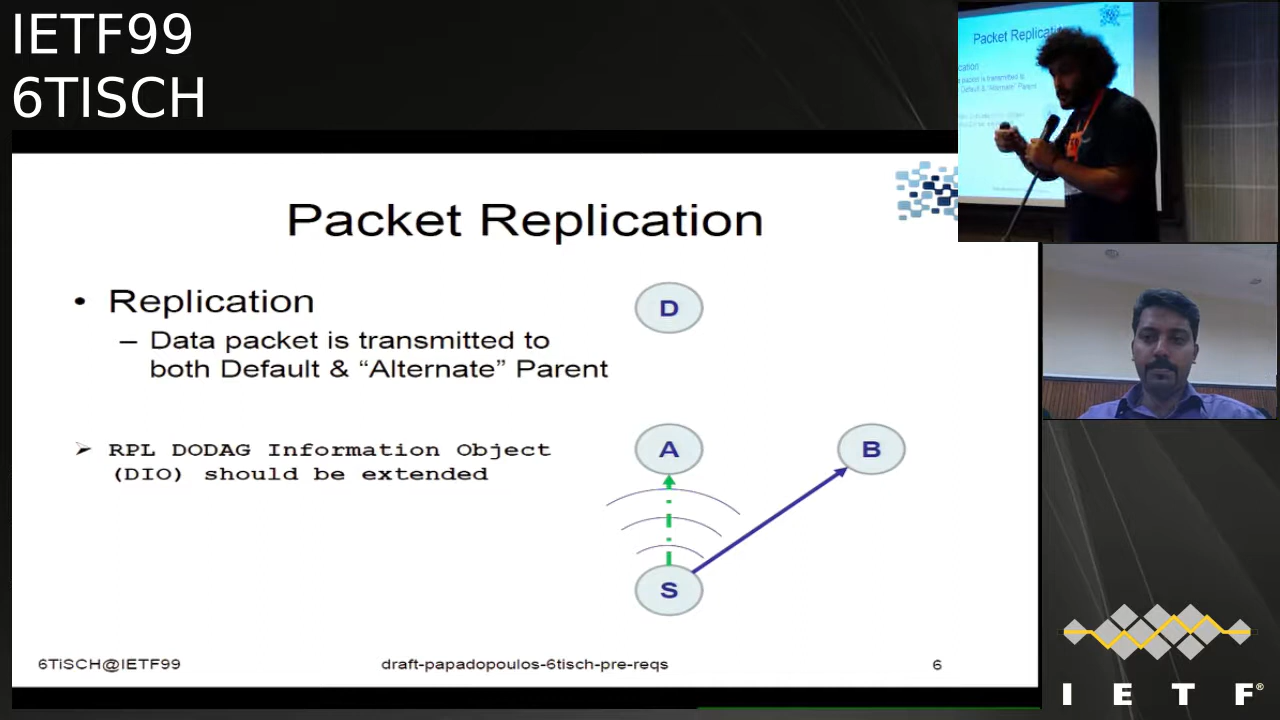 IETF99
6TISCH
Packet Replication
• Replication
– Data packet is transmitted to
both Default & “Alternate” Parent
➢ RPL DODAG Information Object
(DIO) should be extended
D
A
B
S
6TiSCH@IETF99
draft-papadopoulos-6tisch-pre-reqs
6
Packet Replication
I E T F®